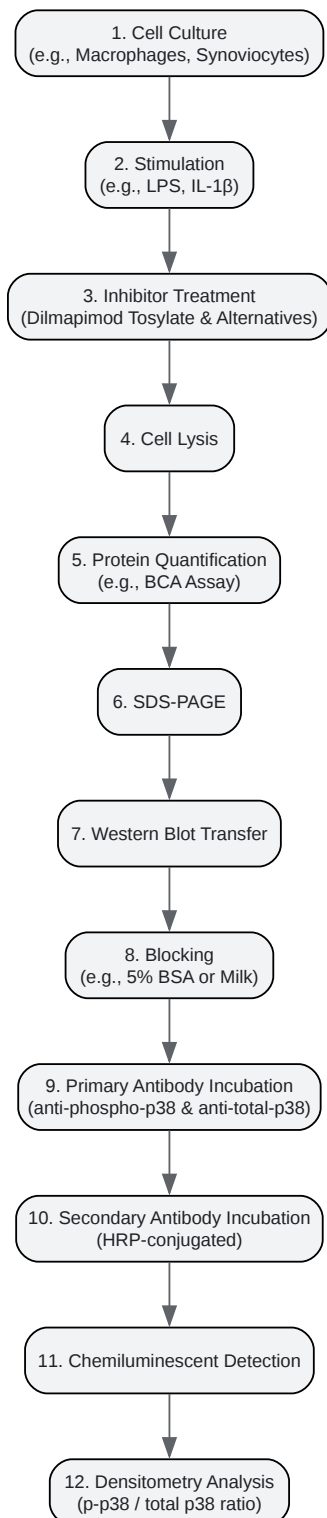 1. Cell Culture
(e.g., Macrophages, Synoviocytes)
2. Stimulation
(e.g., LPS, IL-1β)
3. Inhibitor Treatment
(Dilmapimod Tosylate & Alternatives)
4. Cell Lysis
5. Protein Quantification
(e.g., BCA Assay)
6. SDS-PAGE
7. Western Blot Transfer
8. Blocking
(e.g., 5% BSA or Milk)
9. Primary Antibody Incubation
(anti-phospho-p38 & anti-total-p38)
10. Secondary Antibody Incubation
(HRP-conjugated)
11. Chemiluminescent Detection
12. Densitometry Analysis
(p-p38 / total p38 ratio)